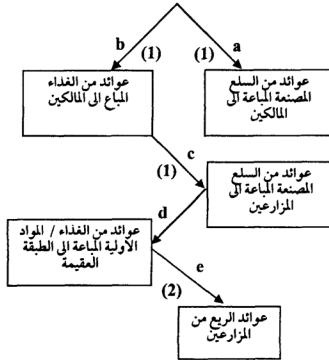 b
(1)
(1)
a
عوائد من الغذاء
المباع الى المالكين
عوائد من السلع
المصنعة المباعة الى
المالكين
c
(1)
عوائد من السلع
المصنعة المباعة الى
المزارعين
d
عوائد من الغذاء / المواد
الاولية المباعة الى الطبقة
العقيمة
e
(2)
عوائد الريع من
المزارعين